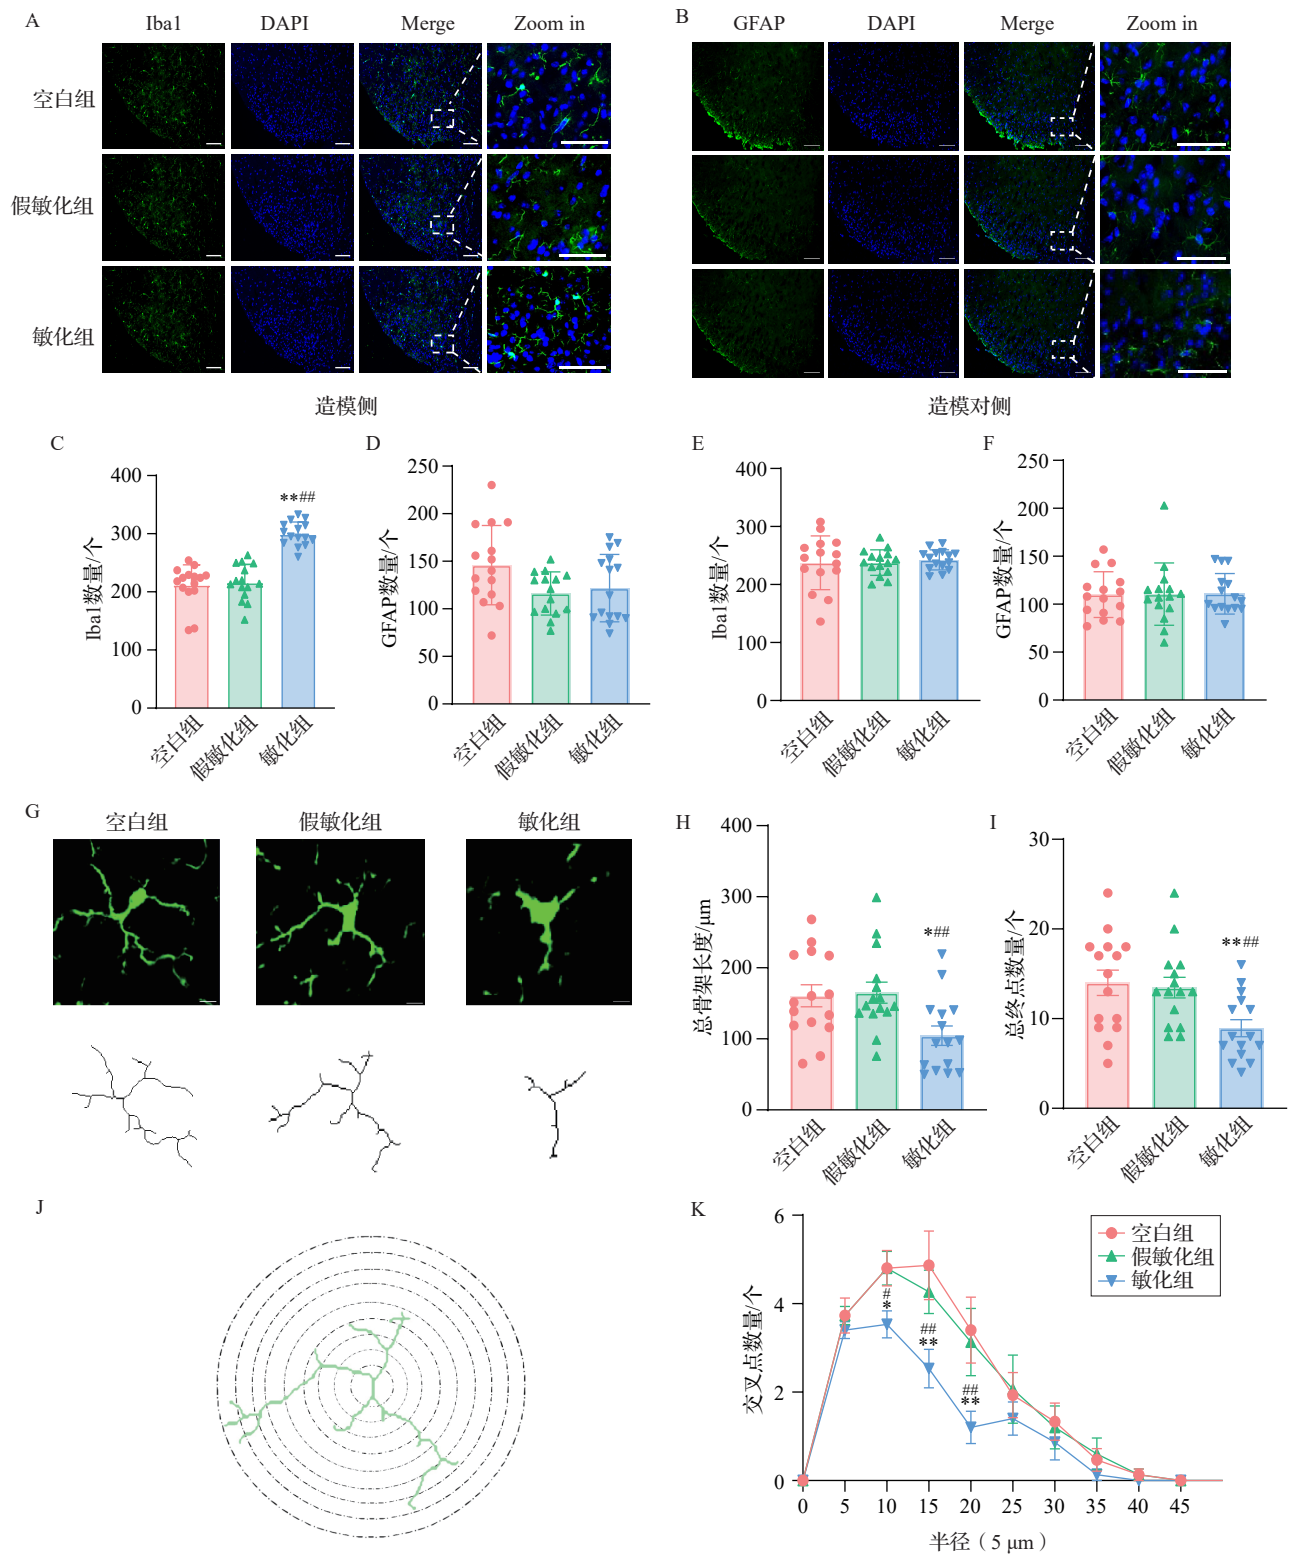 A
Iba1 DAPI Merge Zoom in
空白组
假敏化组
敏化组
B
GFAP DAPI Merge Zoom in
造模侧
造模对侧
C
Iba1数量/个
400
300
200
100
0
**##
空白组 假敏化组 敏化组
D
GFAP数量/个
250
200
150
100
50
0
空白组 假敏化组 敏化组
E
Iba1数量/个
400
300
200
100
0
空白组 假敏化组 敏化组
F
GFAP数量/个
250
200
150
100
50
0
空白组 假敏化组 敏化组
G
空白组 假敏化组 敏化组
H
总骨架长度/μm
400
300
200
100
0
*##
空白组 假敏化组 敏化组
I
总终点数量/个
30
20
10
0
**##
空白组 假敏化组 敏化组
J
K
交叉点数量/个
6
4
2
0
#
*
##
**
##
**
空白组
假敏化组
敏化组
0 5 10 15 20 25 30 35 40 45
半径（5 μm）